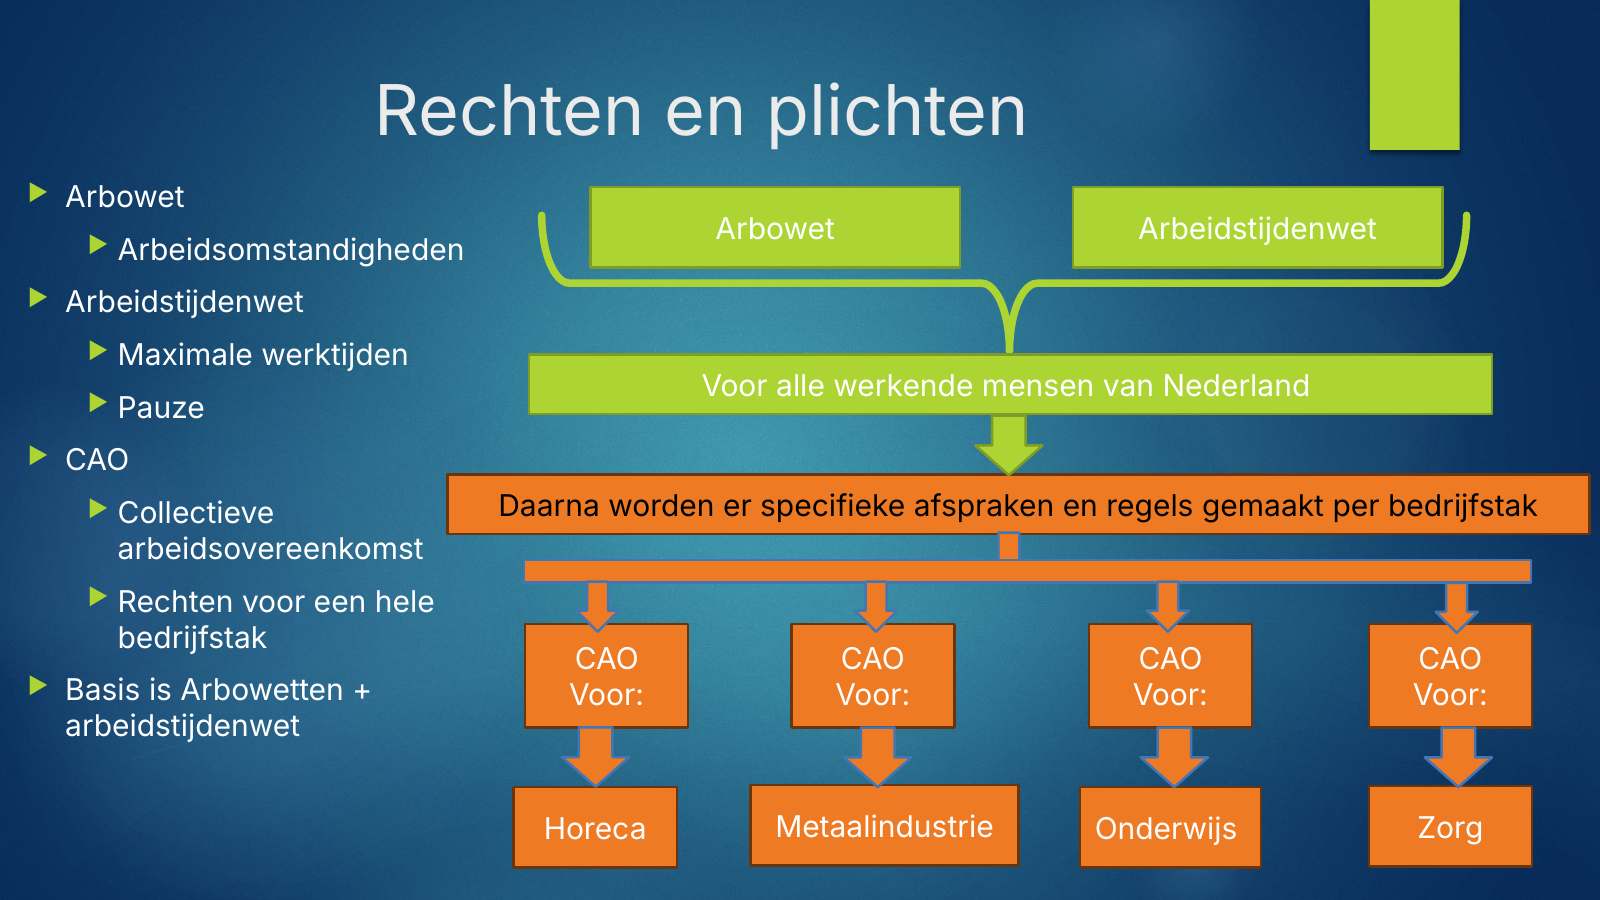 Rechten en plichten
Arbowet
Arbeidsomstandigheden
Arbeidstijdenwet
Maximale werktijden
Pauze
CAO
Collectieve
arbeidsovereenkomst
Rechten voor een hele
bedrijfstak
Basis is Arbowetten +
arbeidstijdenwet
Arbowet
Arbeidstijdenwet
Voor alle werkende mensen van Nederland
Daarna worden er specifieke afspraken en regels gemaakt per bedrijfstak
CAO
Voor:
CAO
Voor:
CAO
Voor:
CAO
Voor:
Horeca
Metaalindustrie
Onderwijs
Zorg